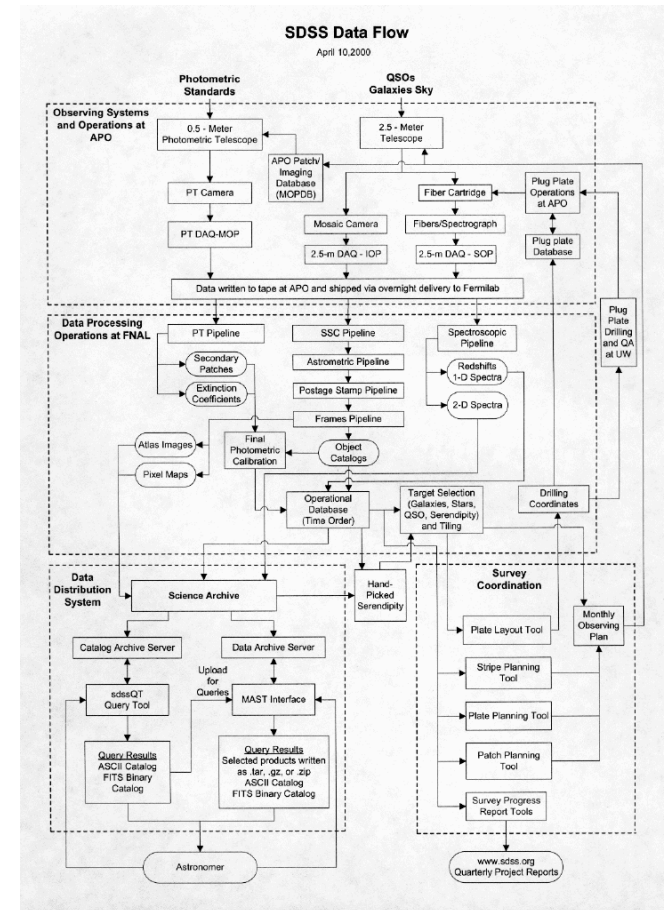 SDSS Data Flow
April 10,2000
Photometric
Standards
QSOs
Galaxies Sky
Observing Systems
and Operations at
APO
0.5 - Meter
Photometric Telescope
2.5 - Meter
Telescope
APO Patch/
Imaging
Database
(MOPDB)
PT Camera
Fiber Cartridge
Plug Plate
Operations
at APO
PT DAQ-MOP
Mosaic Camera
Fibers/Spectrograph
Plug plate
Database
2.5-m DAQ - IOP
2.5-m DAQ - SOP
Data written to tape at APO and shipped via overnight delivery to Fermilab
Plug
Plate
Drilling
and QA
at UW
Data Processing
Operations at FNAL
PT Pipeline
SSC Pipeline
Spectroscopic
Pipeline
Secondary
Patches
Astrometric Pipeline
Redshifts
1-D Spectra
Extinction
Coefficients
Postage Stamp Pipeline
2-D Spectra
Frames Pipeline
Atlas Images
Final
Photometric
Calibration
Object
Catalogs
Pixel Maps
Operational
Database
(Time Order)
Target Selection
(Galaxies, Stars,
QSO, Serendipity)
and Tiling
Drilling
Coordinates
Data
Distribution
System
Science Archive
Hand-
Picked
Serendipity
Survey
Coordination
Plate Layout Tool
Monthly
Observing
Plan
Catalog Archive Server
Data Archive Server
Upload
for
Queries
Stripe Planning
Tool
sdssQT
Query Tool
MAST Interface
Plate Planning Tool
Query Results
ASCII Catalog
FITS Binary
Catalog
Query Results
Selected products written
as .tar, .gz, or .zip
ASCII Catalog
FITS Binary Catalog
Patch Planning
Tool
Survey Progress
Report Tools
Astronomer
www.sdss.org
Quarterly Project Reports